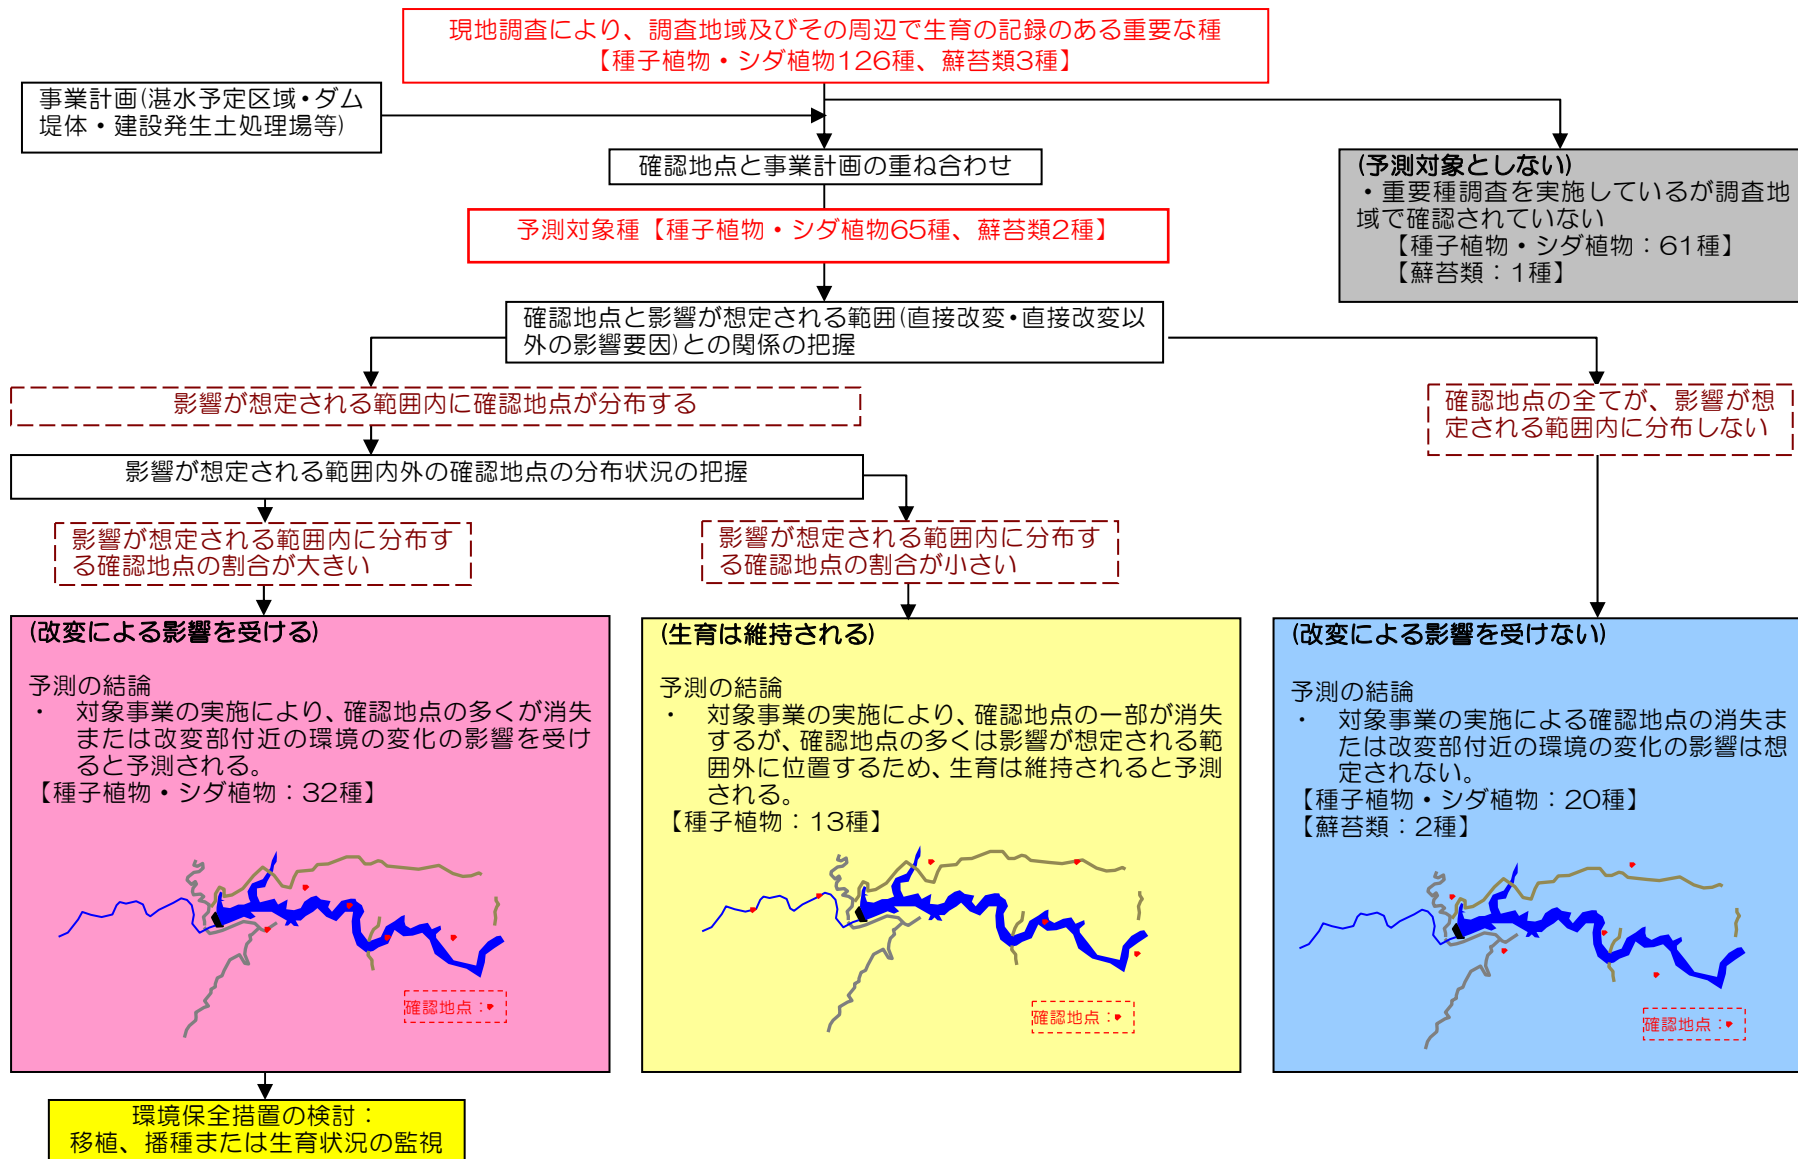 現地調査により、調査地域及びその周辺で生育の記録のある重要な種
【種子植物・シダ植物126種、蘚苔類3種】
事業計画(湛水予定区域・ダム
堤体・建設発生土処理場等)
確認地点と事業計画の重ね合わせ
(予測対象としない)
・重要種調査を実施しているが調査地
域で確認されていない
【種子植物・シダ植物：61種】
【蘚苔類：1種】
予測対象種【種子植物・シダ植物65種、蘚苔類2種】
確認地点と影響が想定される範囲(直接改変・直接改変以
外の影響要因)との関係の把握
影響が想定される範囲内に確認地点が分布する
確認地点の全てが、影響が想
定される範囲内に分布しない
影響が想定される範囲内外の確認地点の分布状況の把握
影響が想定される範囲内に分布す
る確認地点の割合が大きい
影響が想定される範囲内に分布す
る確認地点の割合が小さい
(改変による影響を受ける)
予測の結論
・ 対象事業の実施により、確認地点の多くが消失
または改変部付近の環境の変化の影響を受け
ると予測される。
【種子植物・シダ植物：32種】
確認地点：
(生育は維持される)
予測の結論
・ 対象事業の実施により、確認地点の一部が消失
するが、確認地点の多くは影響が想定される範
囲外に位置するため、生育は維持されると予測
される。
【種子植物：13種】
確認地点：
(改変による影響を受けない)
予測の結論
・ 対象事業の実施による確認地点の消失ま
たは改変部付近の環境の変化の影響は想
定されない。
【種子植物・シダ植物：20種】
【蘚苔類：2種】
確認地点：
環境保全措置の検討：
移植、播種または生育状況の監視